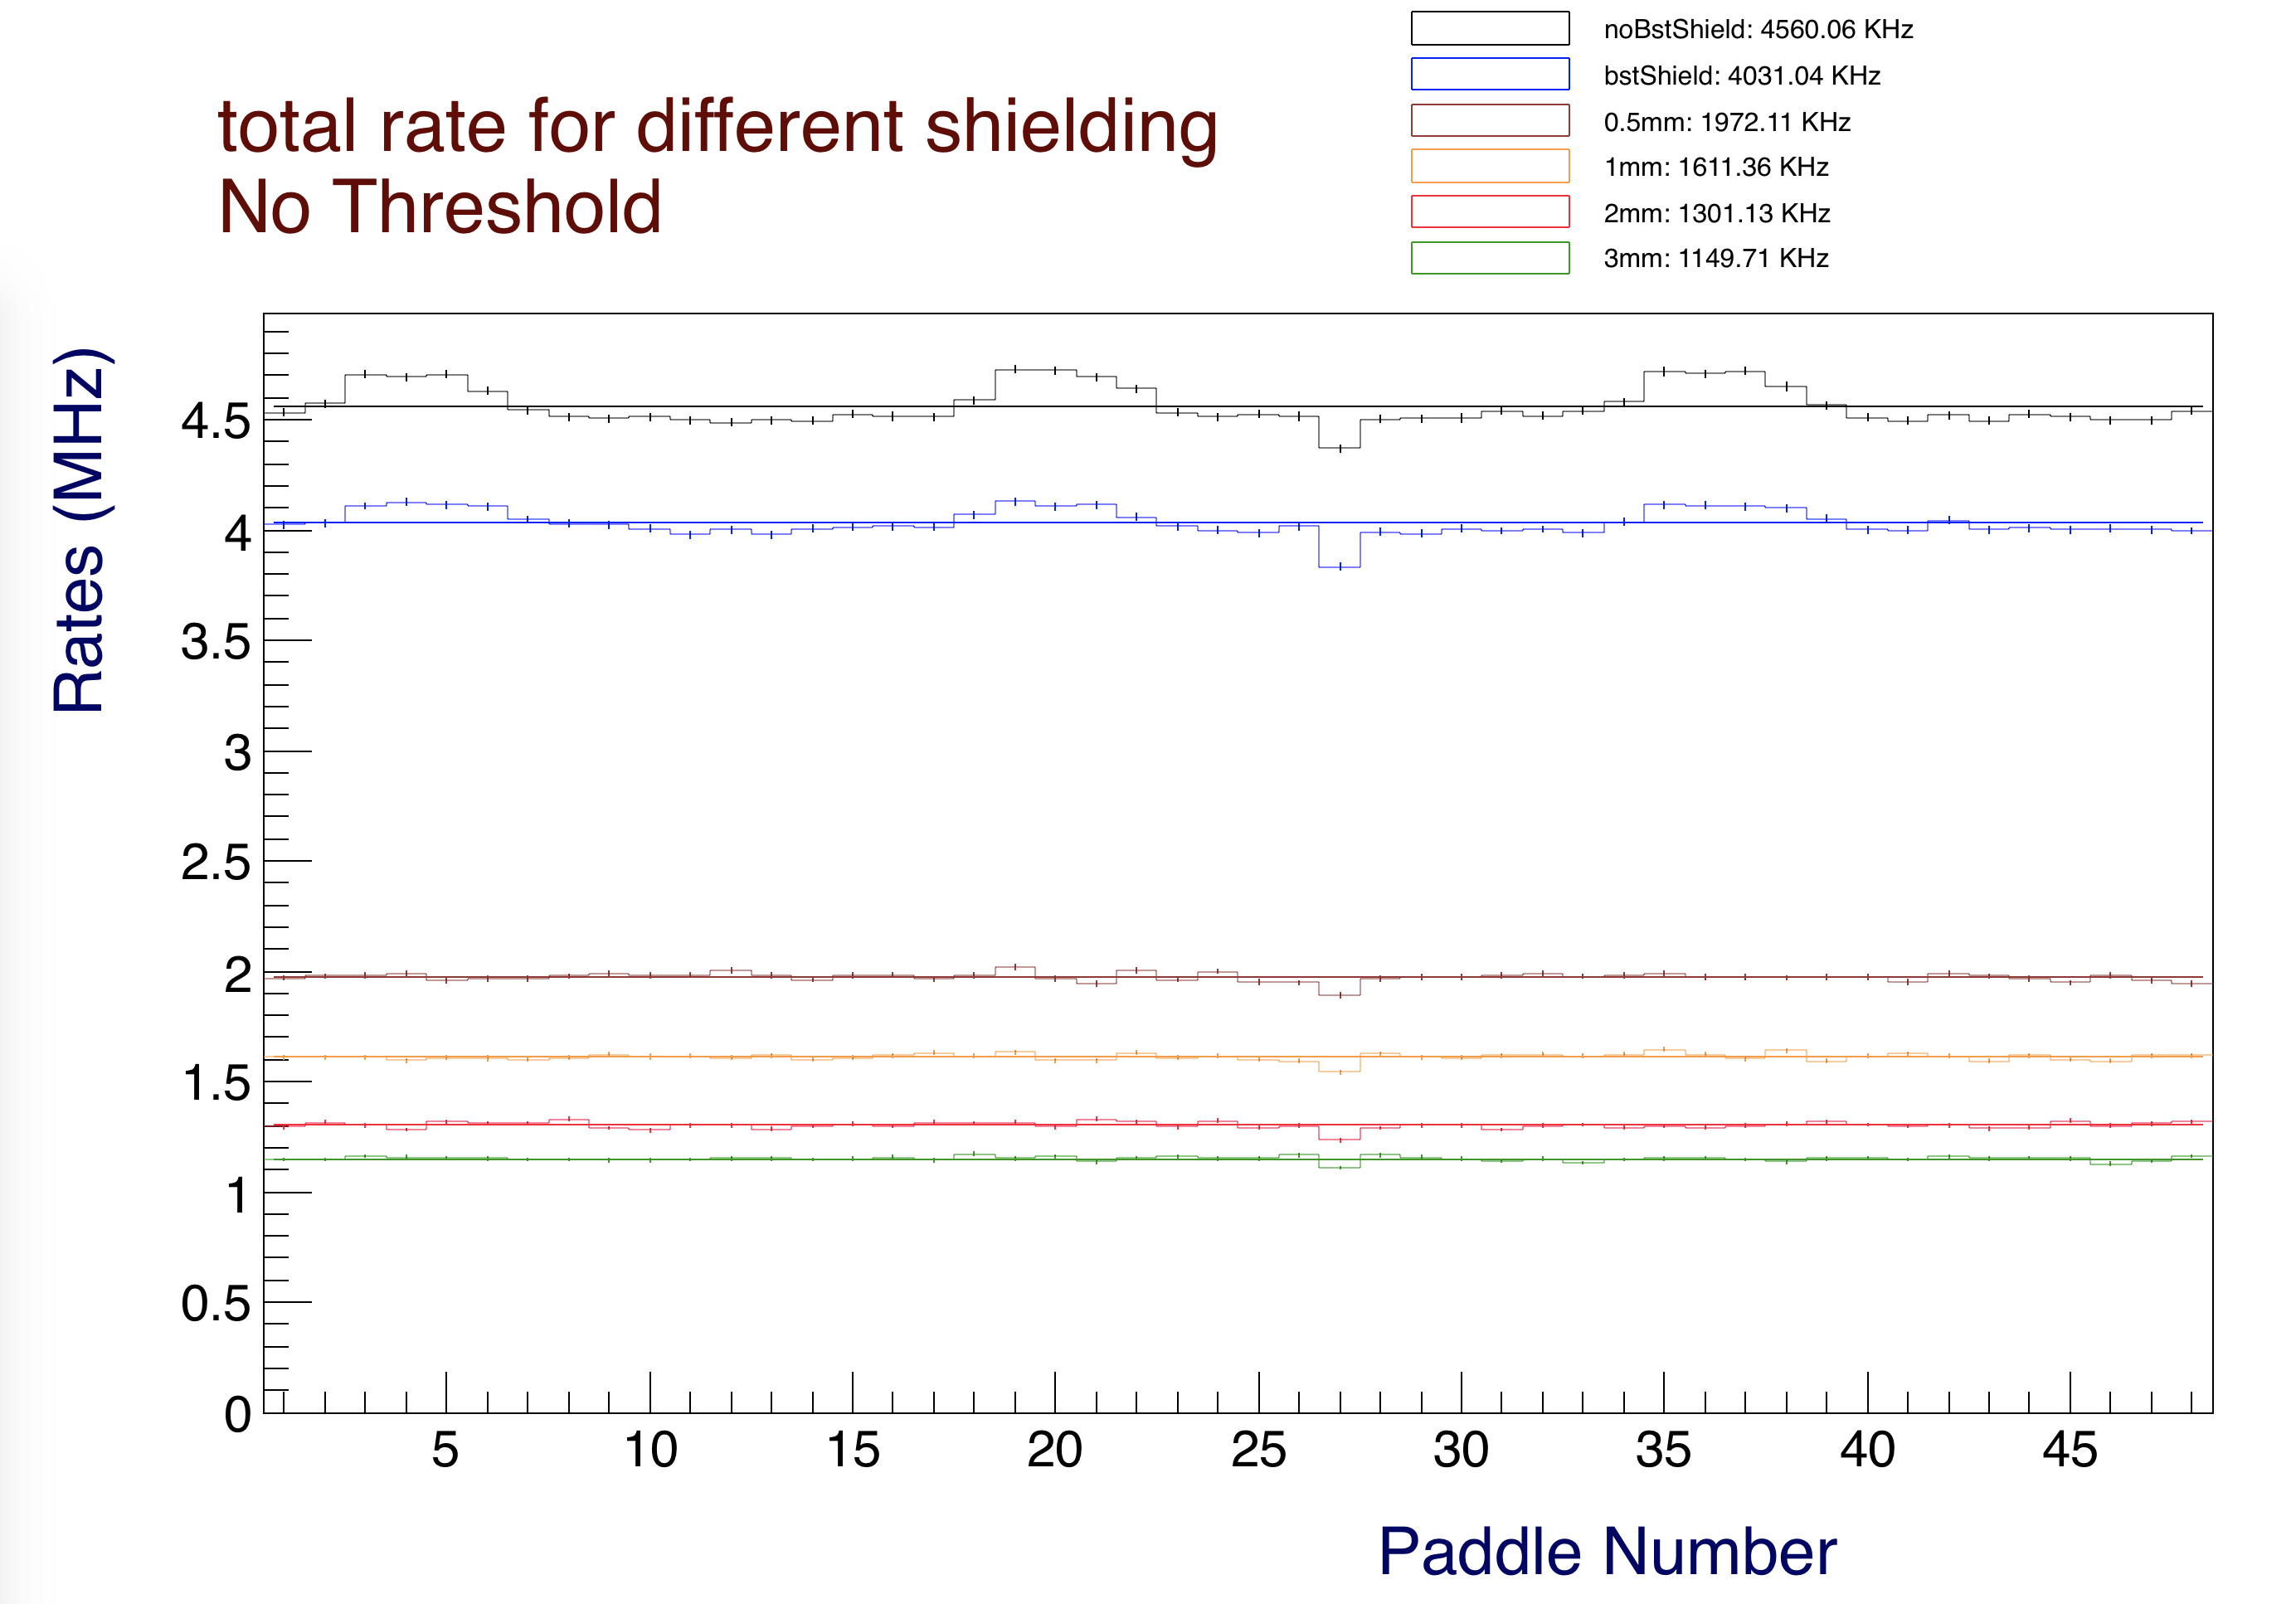 noBstShield: 4560.06 KHz
bstShield: 4031.04 KHz
0.5mm: 1972.11 KHz
1mm: 1611.36 KHz
2mm: 1301.13 KHz
3mm: 1149.71 KHz
total rate for different shielding
No Threshold
Rates (MHz)
4.5
4
3.5
3
2.5
2
1.5
1
0.5
0
5 10 15 20 25 30 35 40 45
Paddle Number